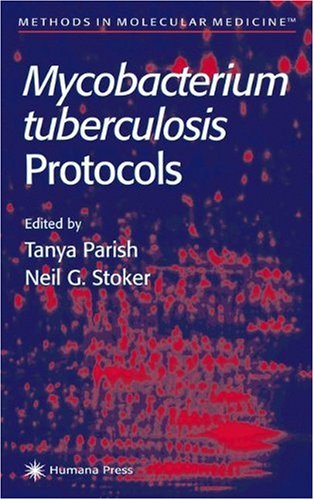 METHODS IN MOLECULAR MEDICINE™
Mycobacterium
tuberculosis
Protocols
Edited by
Tanya Parish
Neil G. Stoker
Humana Press